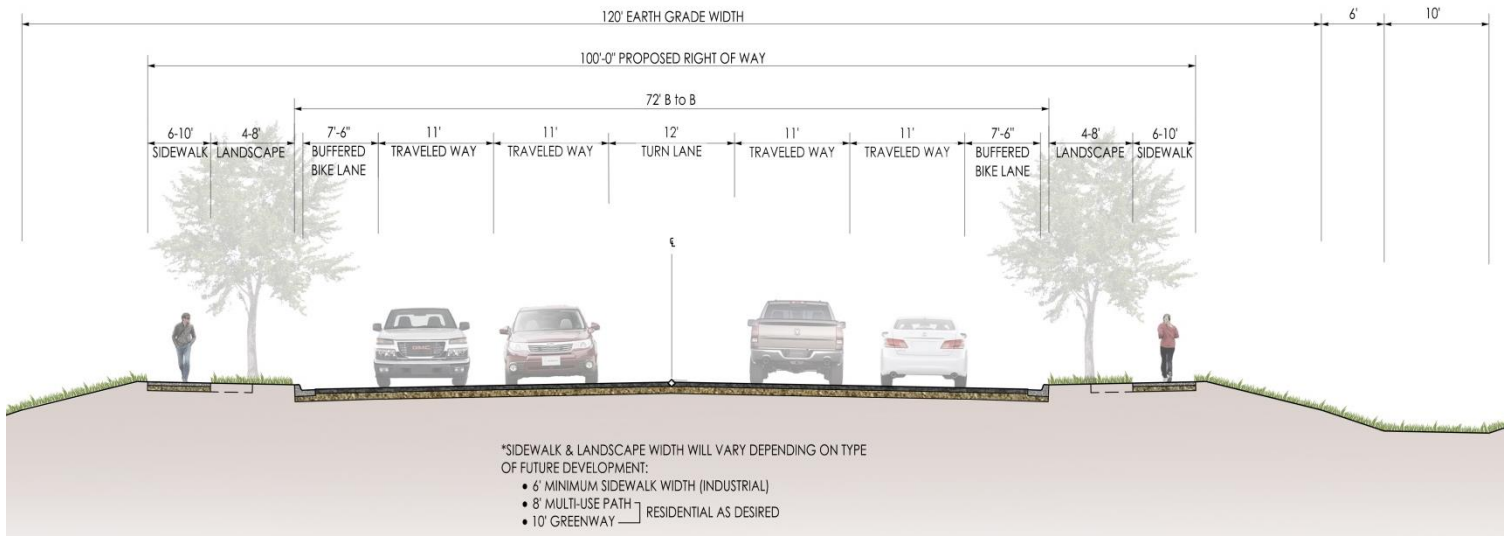 120' EARTH GRADE WIDTH
6'
10'
100'-0" PROPOSED RIGHT OF WAY
72' B to B
6-10'
SIDEWALK
4-8'
LANDSCAPE
7'-6"
BUFFERED
BIKE LANE
11'
TRAVELED WAY
11'
TRAVELED WAY
12'
TURN LANE
11'
TRAVELED WAY
11'
TRAVELED WAY
7'-6"
BUFFERED
BIKE LANE
4-8'
LANDSCAPE
6-10'
SIDEWALK
℄
GMC
*SIDEWALK & LANDSCAPE WIDTH WILL VARY DEPENDING ON TYPE
OF FUTURE DEVELOPMENT:
• 6' MINIMUM SIDEWALK WIDTH (INDUSTRIAL)
• 8' MULTI-USE PATH
• 10' GREENWAY
RESIDENTIAL AS DESIRED